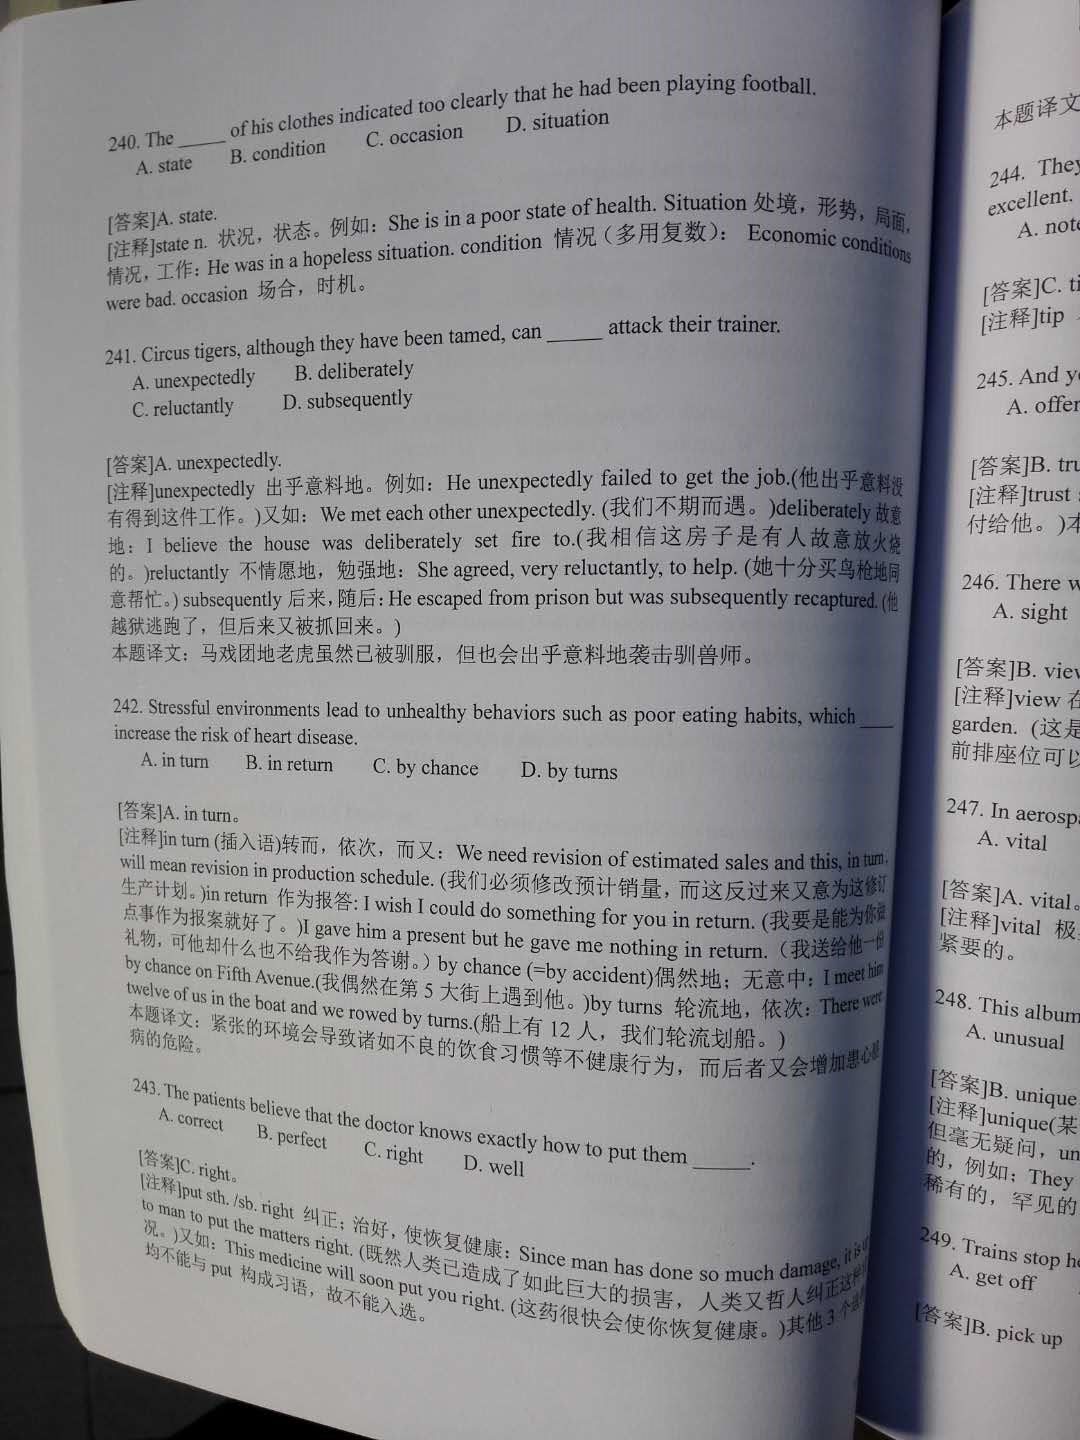 240. The _____ of his clothes indicated too clearly that he had been playing football.
A. state B. condition C. occasion D. situation
[答案]A. state.
[注释]state n. 状况，状态。例如：She is in a poor state of health. Situation 处境，形势，局面，
情况，工作：He was in a hopeless situation. condition 情况（多用复数）： Economic conditions
were bad. occasion 场合，时机。
241. Circus tigers, although they have been tamed, can _____ attack their trainer.
A. unexpectedly B. deliberately
C. reluctantly D. subsequently
[答案]A. unexpectedly.
[注释]unexpectedly 出乎意料地。例如：He unexpectedly failed to get the job.(他出乎意料没
有得到这件工作。)又如：We met each other unexpectedly. (我们不期而遇。)deliberately 故意
地：I believe the house was deliberately set fire to.(我相信这房子是有人故意放火烧
的。)reluctantly 不情愿地，勉强地：She agreed, very reluctantly, to help. (她十分买鸟枪地同
意帮忙。) subsequently 后来,随后：He escaped from prison but was subsequently recaptured. (他
越狱逃跑了，但后来又被抓回来。)
本题译文：马戏团地老虎虽然已被驯服，但也会出乎意料地袭击驯兽师。
242. Stressful environments lead to unhealthy behaviors such as poor eating habits, which ___
increase the risk of heart disease.
A. in turn B. in return C. by chance D. by turns
[答案]A. in turn。
[注释]in turn (插入语)转而，依次，而又：We need revision of estimated sales and this, in turn,
will mean revision in production schedule. (我们必须修改预计销量，而这反过来又意为这修订
生产计划。)in return 作为报答: I wish I could do something for you in return. (我要是能为你做
点事作为报案就好了。)I gave him a present but he gave me nothing in return.（我送给他一份
礼物，可他却什么也不给我作为答谢。）by chance (=by accident)偶然地；无意中：I meet him
by chance on Fifth Avenue.(我偶然在第 5 大街上遇到他。)by turns 轮流地，依次：There were
twelve of us in the boat and we rowed by turns.(船上有 12 人，我们轮流划船。)
本题译文：紧张的环境会导致诸如不良的饮食习惯等不健康行为，而后者又会增加患心脏
病的危险。
243. The patients believe that the doctor knows exactly how to put them _____.
A. correct B. perfect C. right D. well
[答案]C. right。
[注释]put sth. /sb. right 纠正；治好，使恢复健康：Since man has done so much damage, it is
to man to put the matters right. (既然人类已造成了如此巨大的损害，人类又哲人纠正这种
况。)又如：This medicine will soon put you right. (这药很快会使你恢复健康。)其他 3 个
均不能与 put 构成习语，故不能入选。
本题译文
244. They
excellent.
A. note
[答案]C. ti
[注释]tip
245. And y
A. offer
[答案]B. tru
[注释]trust
付给他。)本
246. There w
A. sight
[答案]B. view
[注释]view 在
garden. (这是
前排座位可以
247. In aerosp
A. vital
[答案]A. vital。
[注释]vital 极
紧要的。
248. This album
A. unusual
[答案]B. unique
[注释]unique(某
但毫无疑问，un
的，例如；They
稀有的，罕见的
249. Trains stop he
A. get off
[答案]B. pick up